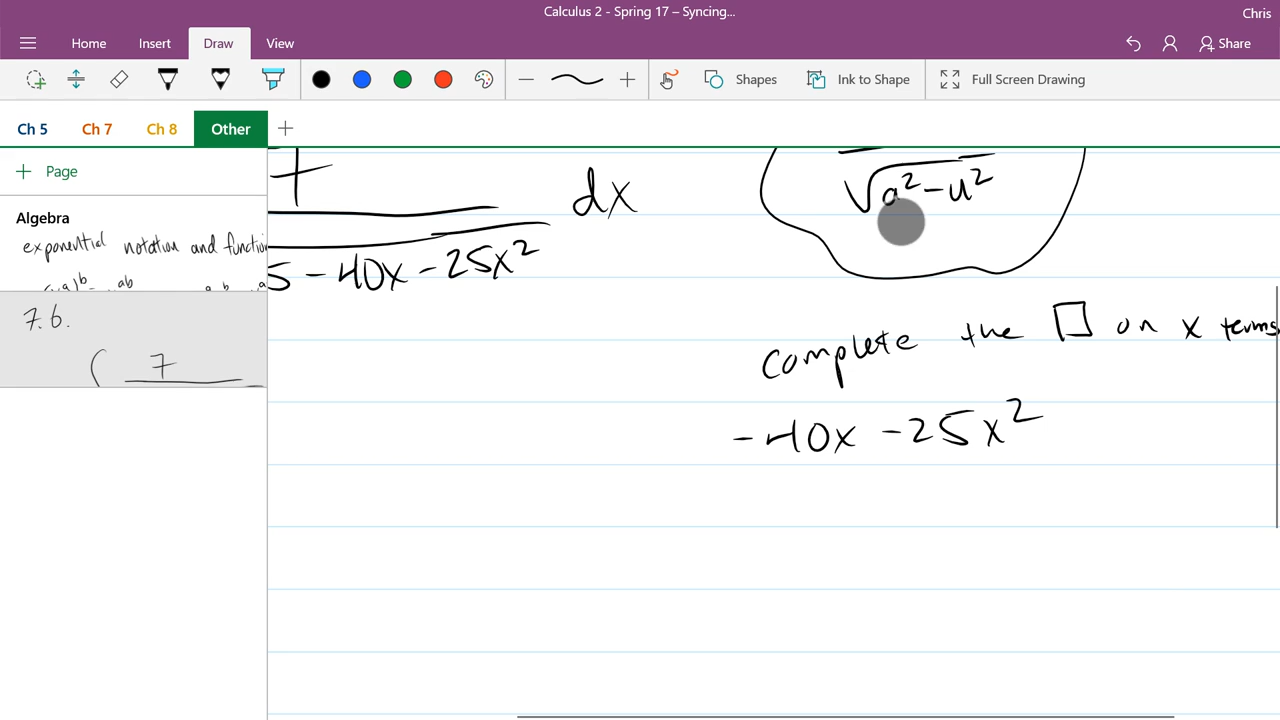 Calculus 2 - Spring 17 – Syncing...
Chris
Home Insert Draw View
Share
Shapes Ink to Shape Full Screen Drawing
Ch 5 Ch 7 Ch 8 Other
Page
Algebra
exponential notation and function
7.6.
7
7
dx
√a²-u²
5 - 40x - 25x²
Complete the □ on x terms
-40x -25x²